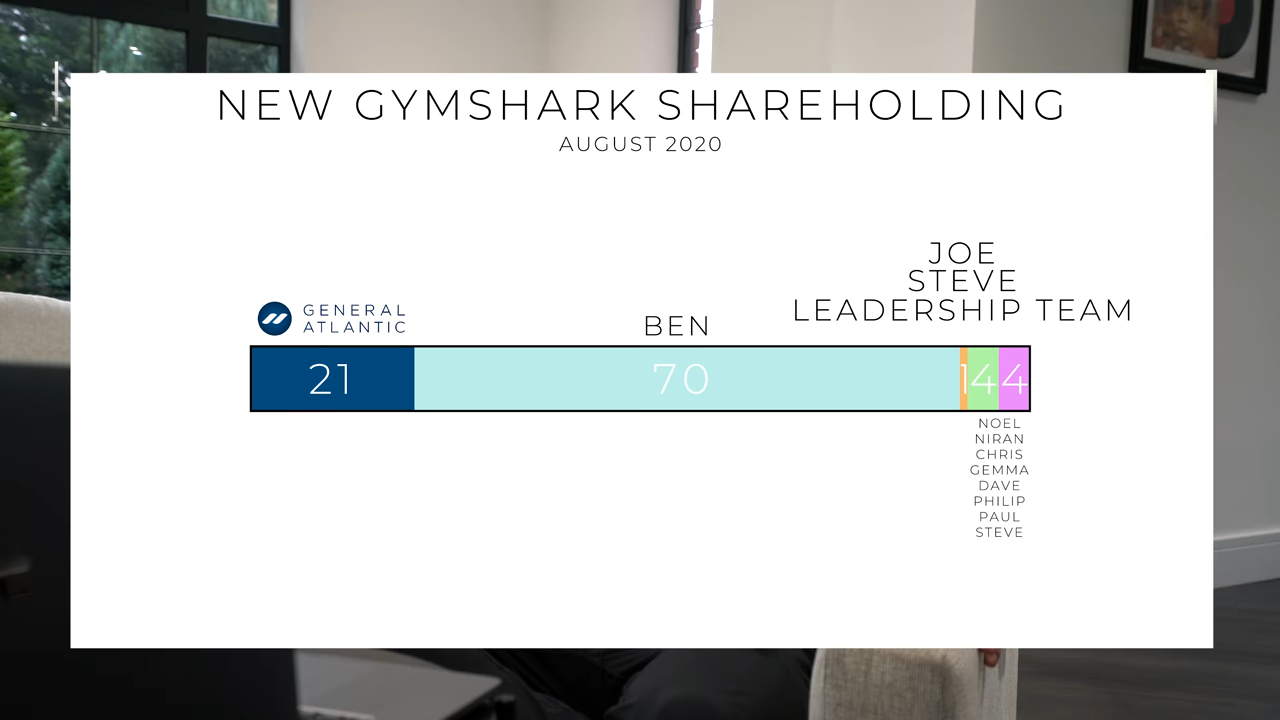 NEW GYMSHARK SHAREHOLDING
AUGUST 2020
JOE
STEVE
LEADERSHIP TEAM
GENERAL
ATLANTIC
BEN
21
70
1
4
4
NOEL
NIRAN
CHRIS
GEMMA
DAVE
PHILIP
PAUL
STEVE